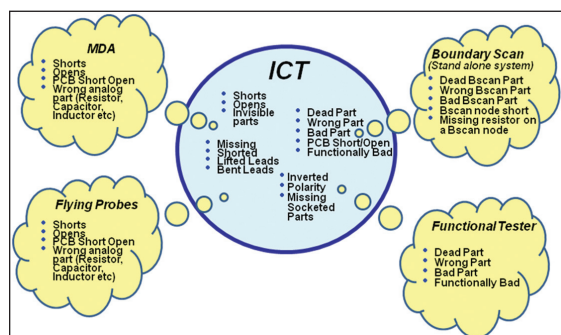 MDA
Shorts
Opens
PCB Short Open
Wrong analog
part (Resistor,
Capacitor,
Inductor etc)
ICT
Shorts
Opens
Invisible
parts
Dead Part
Wrong Part
Bad Part
PCB Short/Open
Functionally Bad
Missing
Shorted
Lifted Leads
Bent Leads
Inverted
Polarity
Missing
Socketed
Parts
Boundary Scan
(Stand alone system)
Dead Bscan Part
Wrong Bscan Part
Bad Bscan Part
Bscan node short
Missing resistor on
a Bscan node
Flying Probes
Shorts
Opens
PCB Short Open
Wrong analog
part (Resistor,
Capacitor,
Inductor etc)
Functional Tester
Dead Part
Wrong Part
Bad Part
Functionally Bad